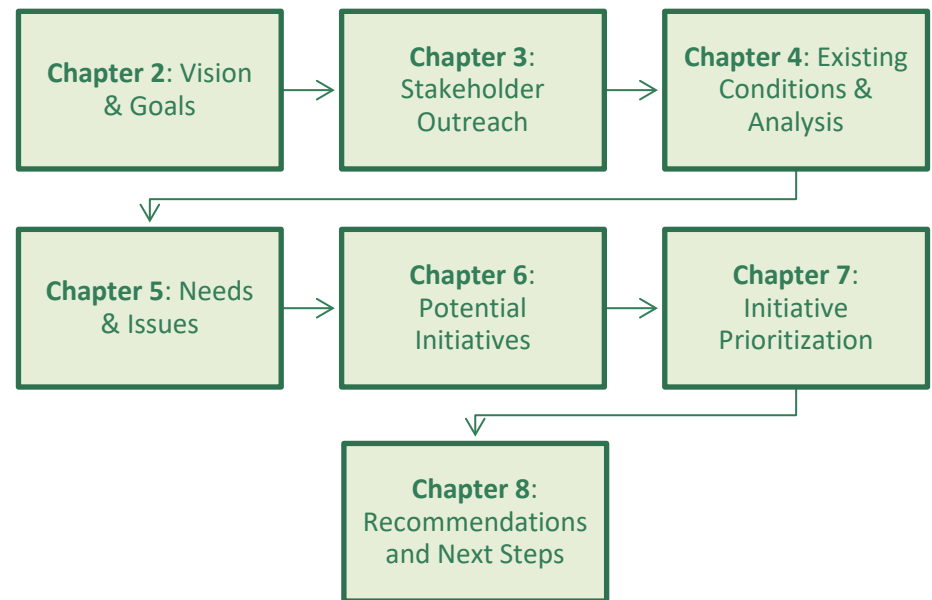 Chapter 2: Vision
& Goals
Chapter 3:
Stakeholder
Outreach
Chapter 4: Existing
Conditions &
Analysis
Chapter 5: Needs
& Issues
Chapter 6:
Potential
Initiatives
Chapter 7:
Initiative
Prioritization
Chapter 8:
Recommendations
and Next Steps